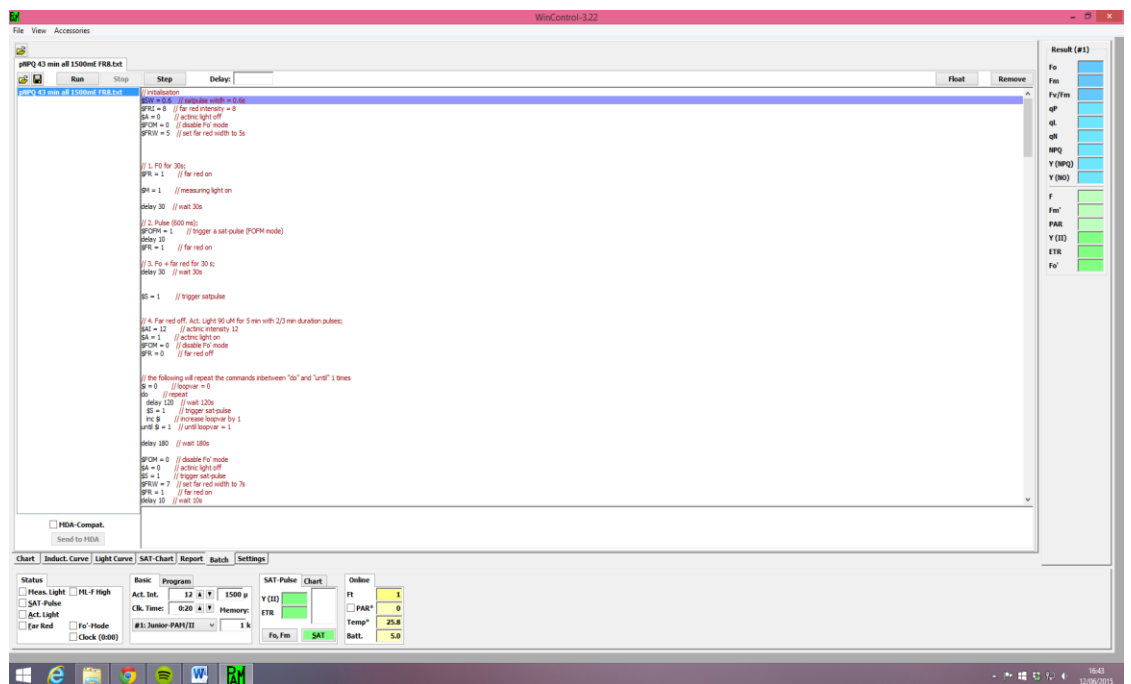 WinControl-3.22
File View Accessories
pNPQ 43 min all 1500mE FR8.txt
Run Stop Step Delay: Float Remove
pNPQ 43 min all 1500mE FR8.txt
// initialisation
$SW = 0.6 // satpulse witdh = 0.6s
$FRI = 8 // far red intensity = 8
$A = 0 // actinic light off
$FOM = 0 // disable Fo' mode
$FRW = 5 // set far red width to 5s
// 1. F0 for 30s;
$FR = 1 // far red on
$M = 1 // measuring light on
delay 30 // wait 30s
// 2. Pulse (600 ms);
$FOFM = 1 // trigger a sat-pulse (FOFM mode)
delay 10
$FR = 1 // far red on
// 3. Fo + far red for 30 s;
delay 30 // wait 30s
$S = 1 // trigger satpulse
// 4. Far red off. Act. Light 90 uM for 5 min with 2/3 min duration pulses;
$AI = 12 // actinic intensity 12
$A = 1 // actinic light on
$FOM = 0 // disable Fo' mode
$FR = 0 // far red off
// the following will repeat the commands inbetween "do" and "until" 1 times
$i = 0 // loopvar = 0
do // repeat
delay 120 // wait 120s
$S = 1 // trigger sat-pulse
inc $i // increase loopvar by 1
until $i = 1 // until loopvar = 1
delay 180 // wait 180s
$FOM = 0 // disable Fo' mode
$A = 0 // actinic light off
$S = 1 // trigger sat-pulse
$FRW = 7 // set far red width to 7s
$FR = 1 // far red on
delay 10 // wait 10s
MDA-Compat.
Send to MDA
Result (#1)
Fo
Fm
Fv/Fm
qP
qL
qN
NPQ
Y (NPQ)
Y (NO)
F
Fm'
PAR
Y (II)
ETR
Fo'
Chart Induct. Curve Light Curve SAT-Chart Report Batch Settings
Status
Meas. Light ML-F High
SAT-Pulse
Act. Light
Far Red Fo'-Mode
Clock (0:00)
Basic Program
Act. Int. 12 1500 µ
Clk. Time: 0:20 Memory:
#1: Junior-PAM/II 1 k
SAT-Pulse Chart
Y (II)
ETR
Fo, Fm SAT
Online
Ft 1
PAR* 0
Temp* 25.8
Batt. 5.0
16:43
12/06/2015